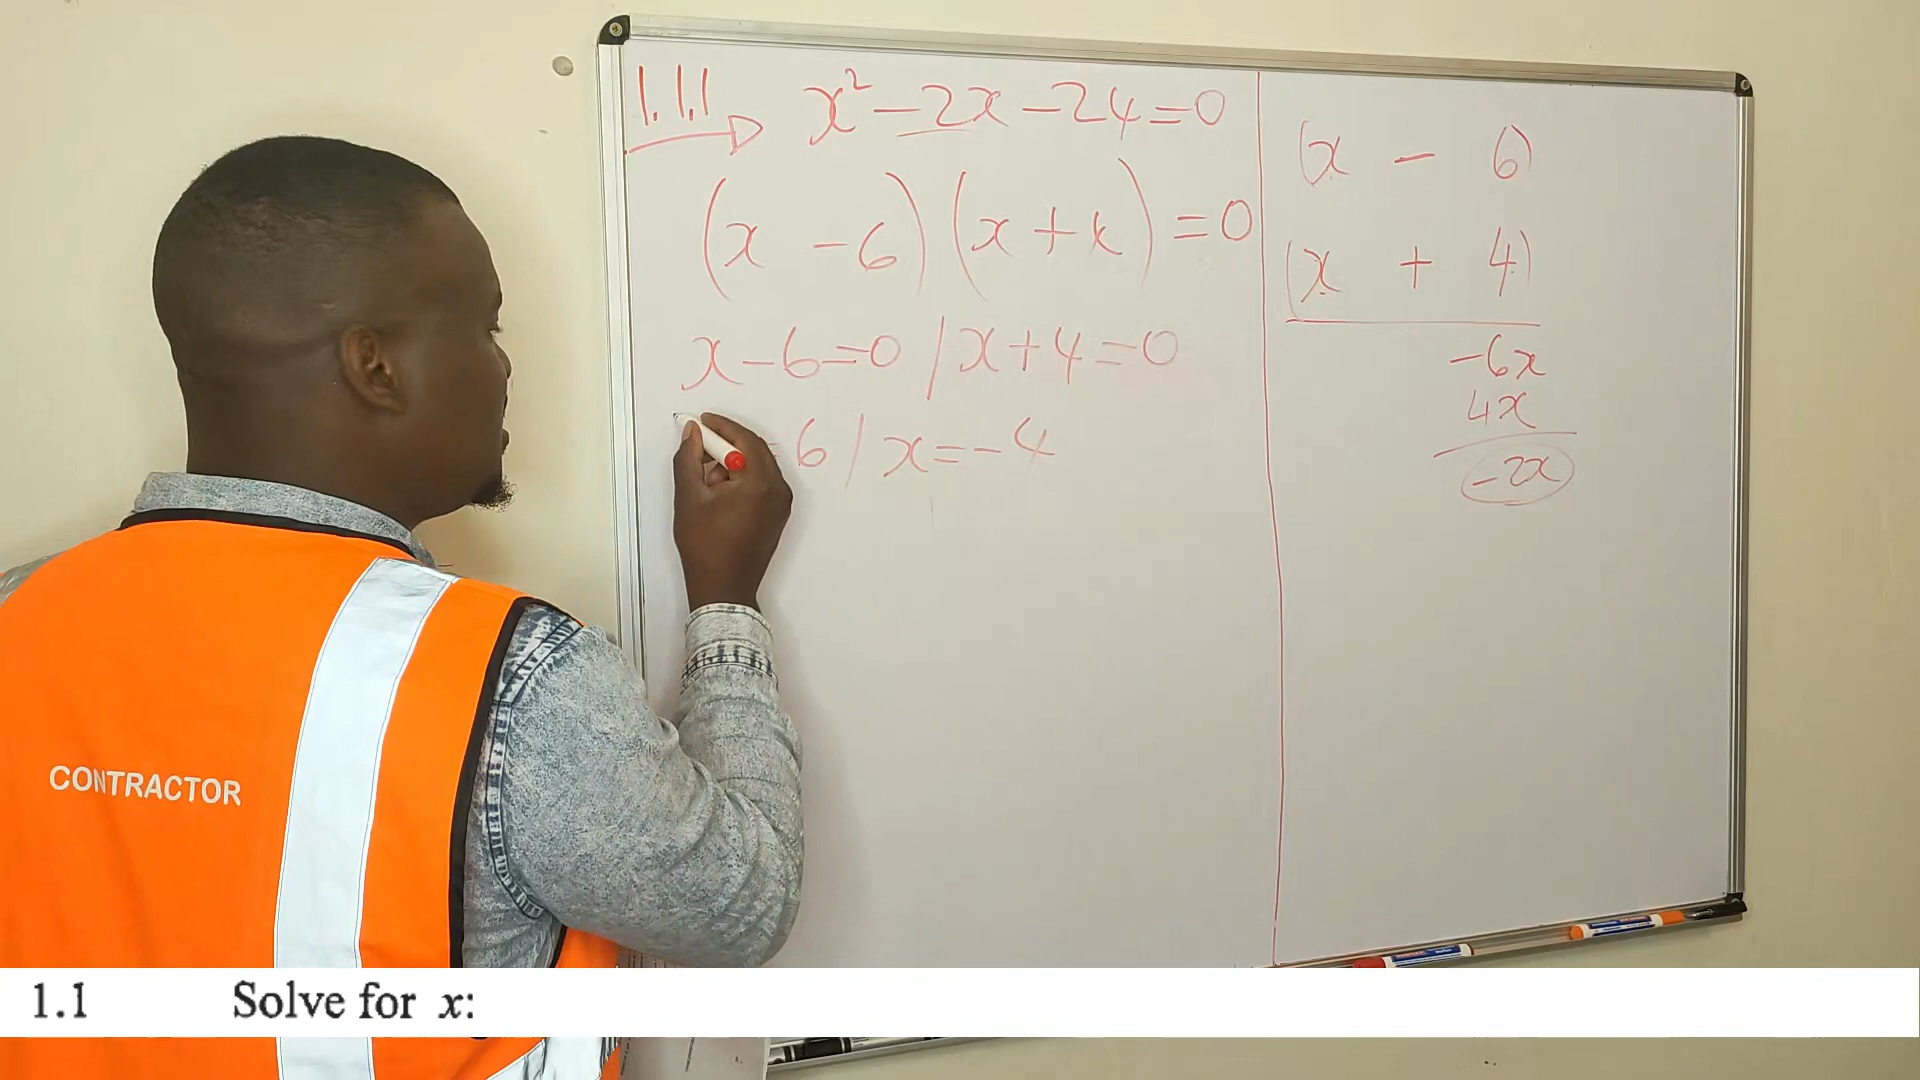 1.1.1 x² - 2x - 24 = 0
(x - 6)(x + k) = 0
x - 6 = 0 / x + 4 = 0
= 6 / x = -4
(x - 6)
(x + 4)
-6x
4x
-2x
CONTRACTOR
1.1 Solve for x: